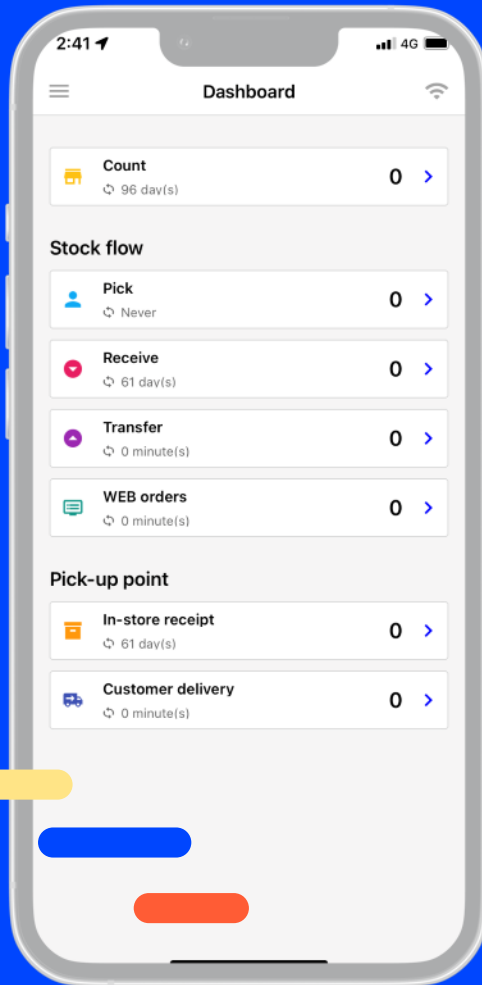 2:41 4G
Dashboard
Count 0
96 day(s)
Stock flow
Pick 0
Never
Receive 0
61 day(s)
Transfer 0
0 minute(s)
WEB orders 0
0 minute(s)
Pick-up point
In-store receipt 0
61 day(s)
Customer delivery 0
0 minute(s)